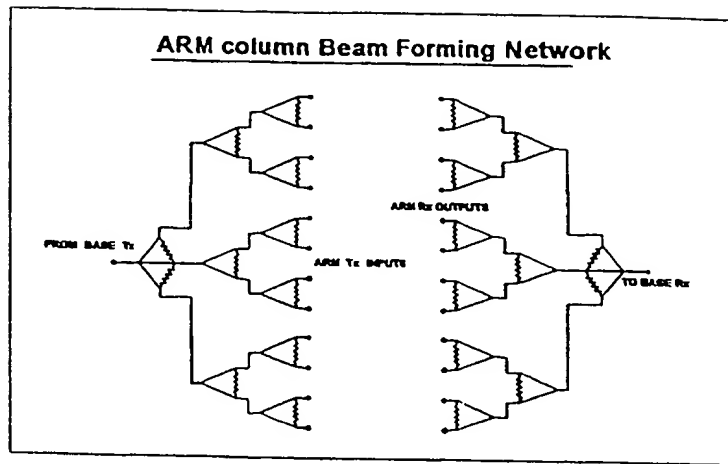 ARM column Beam Forming Network
ARM Rx OUTPUTS
FROM BASE Tx
ARM Tx INPUTS
TO BASE Rx